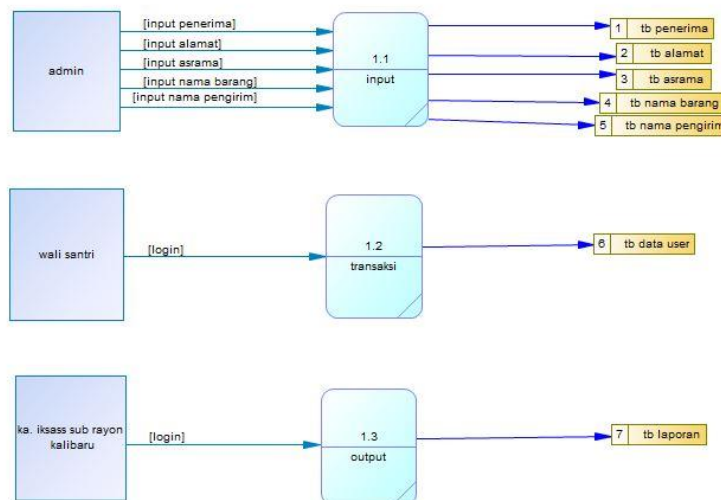 admin
[input penerima]
[input alamat]
[input asrama]
[input nama barang]
[input nama pengirim]
1.1
input
1 tb penerima
2 tb alamat
3 tb asrama
4 tb nama barang
5 tb nama pengirim
wali santri
[login]
1.2
transaksi
6 tb data user
ka. iksass sub rayon
kalibaru
[login]
1.3
output
7 tb laporan